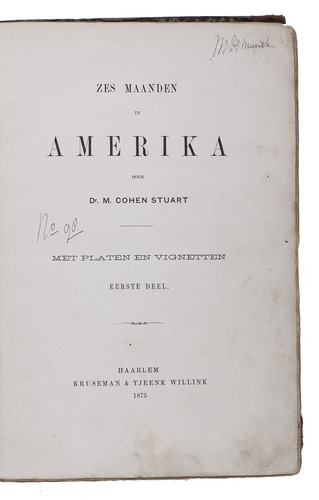 ZES MAANDEN
IN
AMERIKA
DOOR
Dr. M. COHEN STUART
No 98.
MET PLATEN EN VIGNETTEN
EERSTE DEEL.
HAARLEM
KRUSEMAN & TJEENK WILLINK
1875